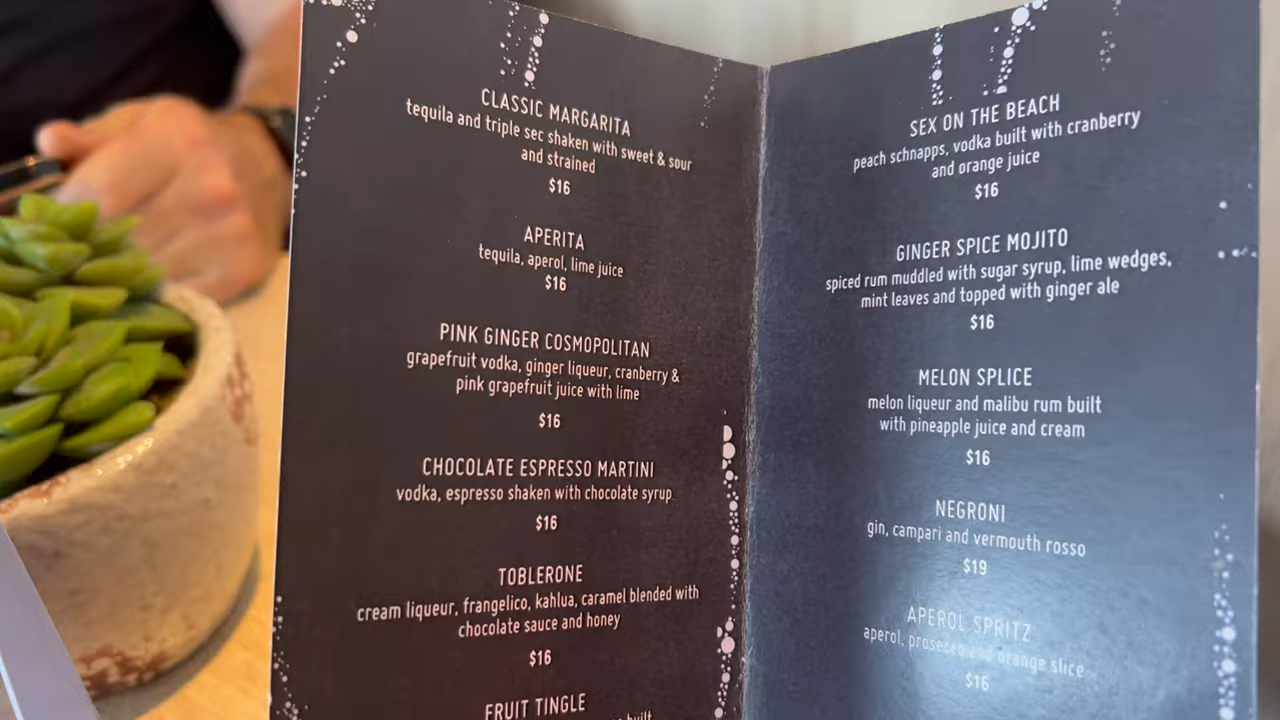 CLASSIC MARGARITA
tequila and triple sec shaken with sweet & sour
and strained
$16
APERITA
tequila, aperol, lime juice
$16
PINK GINGER COSMOPOLITAN
grapefruit vodka, ginger liqueur, cranberry &
pink grapefruit juice with lime
$16
CHOCOLATE ESPRESSO MARTINI
vodka, espresso shaken with chocolate syrup
$16
TOBLERONE
cream liqueur, frangelico, kahlua, caramel blended with
chocolate sauce and honey
$16
FRUIT TINGLE
built
SEX ON THE BEACH
peach schnapps, vodka built with cranberry
and orange juice
$16
GINGER SPICE MOJITO
spiced rum muddled with sugar syrup, lime wedges,
mint leaves and topped with ginger ale
$16
MELON SPLICE
melon liqueur and malibu rum built
with pineapple juice and cream
$16
NEGRONI
gin, campari and vermouth rosso
$19
APEROL SPRITZ
aperol, prosecco and orange slice
$16